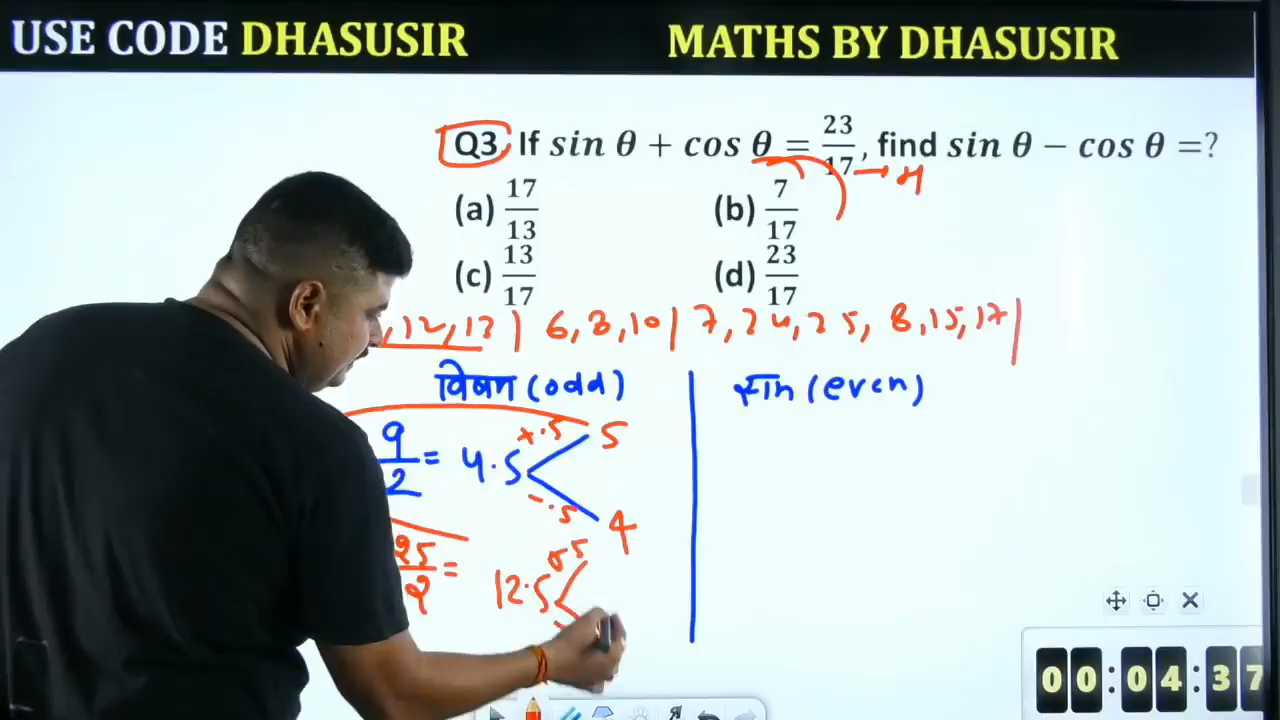 USE CODE DHASUSIR MATHS BY DHASUSIR
Q3. If sin θ + cos θ = 23/17, find sin θ − cos θ =?
(a) 17/13 (b) 7/17
(c) 13/17 (d) 23/17
,12,13 | 6,8,10 | 7,24,25, 8,15,17 |
विषम (odd) सम (even)
9/2 = 4.5 +.5 5
-.5 4
25/2 = 12.5
00:04:37